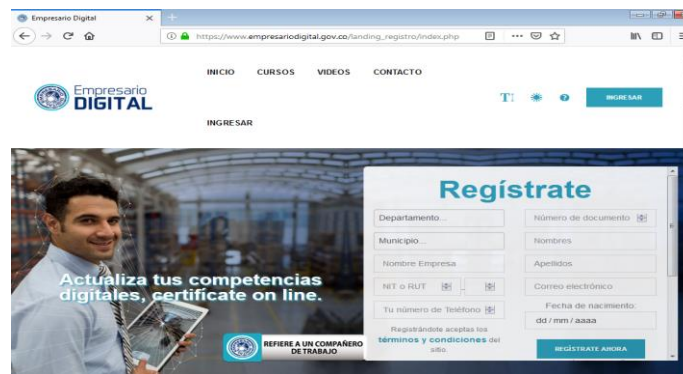 Empresario Digital
https://www.empresariodigital.gov.co/landing_registro/index.php
INICIO CURSOS VIDEOS CONTACTO
Empresario
DIGITAL
INGRESAR
INGRESAR
Regístrate
Departamento... Número de documento
Municipio... Nombres
Nombre Empresa Apellidos
NIT o RUT - Correo electrónico
Tu número de Teléfono Fecha de nacimiento:
dd / mm / aaaa
Registrándote aceptas los
términos y condiciones del
sitio.
REGÍSTRATE AHORA
Actualiza tus competencias
digitales, certifícate on line.
REFIERE A UN COMPAÑERO
DE TRABAJO